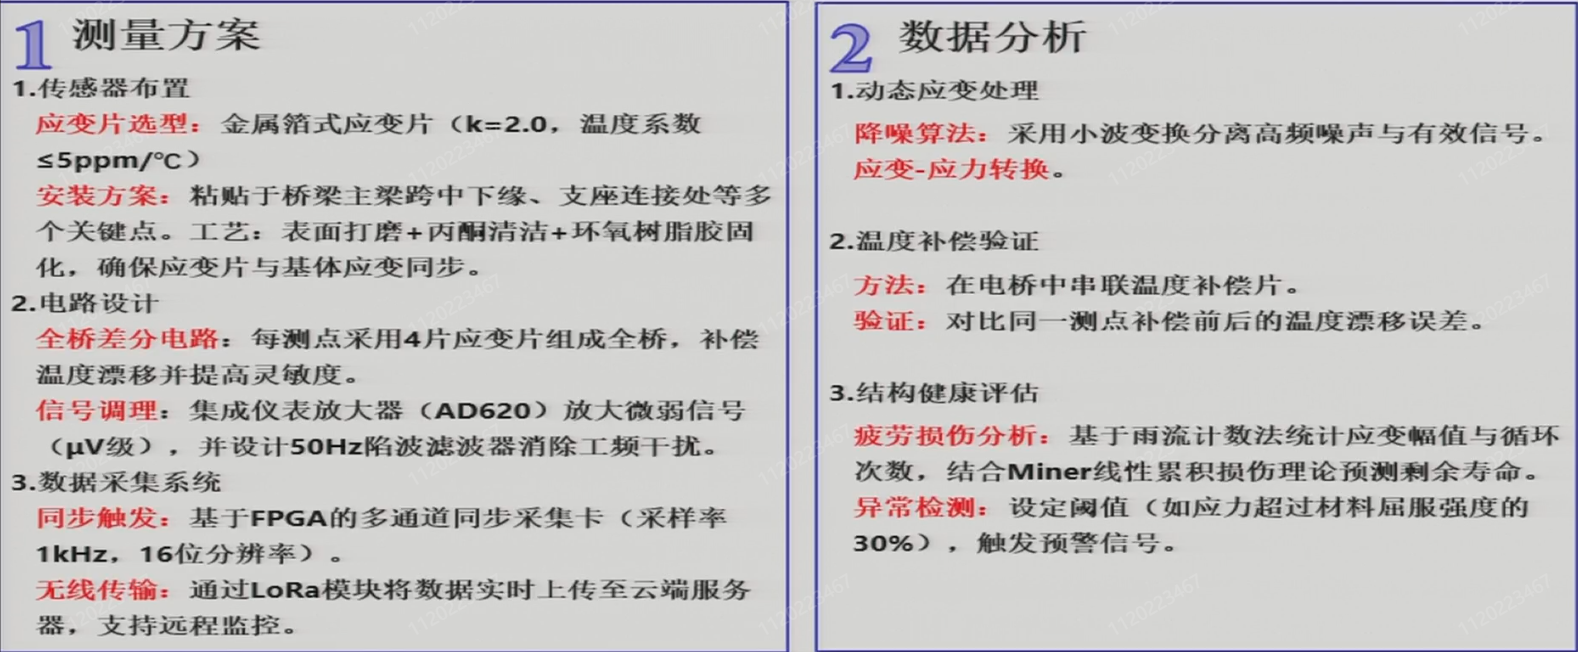 1 测量方案
1.传感器布置
应变片选型：金属箔式应变片（k=2.0，温度系数
≤5ppm/℃）
安装方案：粘贴于桥梁主梁跨中下缘、支座连接处等多
个关键点。工艺：表面打磨+丙酮清洁+环氧树脂胶固
化，确保应变片与基体应变同步。
2.电路设计
全桥差分电路：每测点采用4片应变片组成全桥，补偿
温度漂移并提高灵敏度。
信号调理：集成仪表放大器（AD620）放大微弱信号
（μV级），并设计50Hz陷波滤波器消除工频干扰。
3.数据采集系统
同步触发：基于FPGA的多通道同步采集卡（采样率
1kHz，16位分辨率）。
无线传输：通过LoRa模块将数据实时上传至云端服务
器，支持远程监控。
2 数据分析
1.动态应变处理
降噪算法：采用小波变换分离高频噪声与有效信号。
应变-应力转换。
2.温度补偿验证
方法：在电桥中串联温度补偿片。
验证：对比同一测点补偿前后的温度漂移误差。
3.结构健康评估
疲劳损伤分析：基于雨流计数法统计应变幅值与循环
次数，结合Miner线性累积损伤理论预测剩余寿命。
异常检测：设定阈值（如应力超过材料屈服强度的
30%），触发预警信号。
1120223467